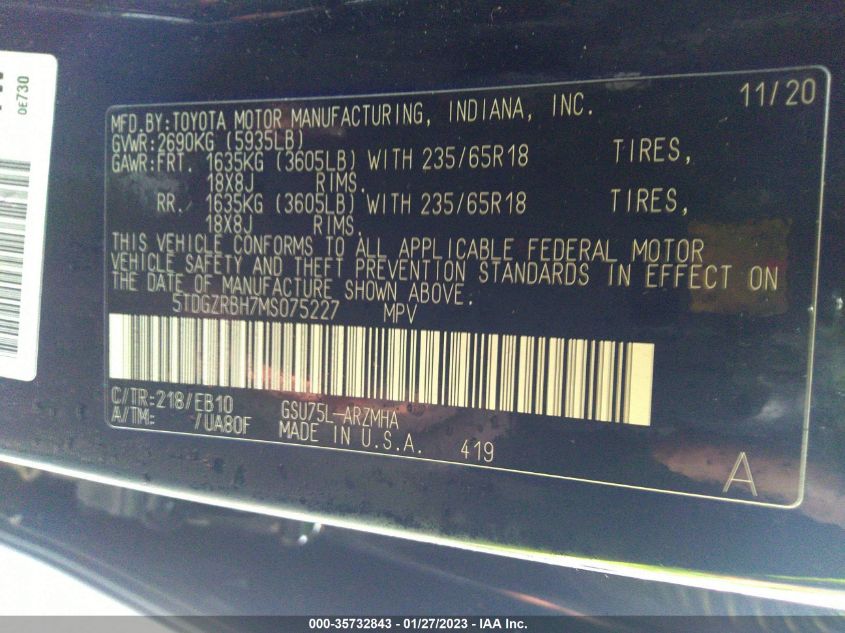 0E730
11/20
MFD.BY:TOYOTA MOTOR MANUFACTURING, INDIANA, INC.
GVWR:2690KG (5935LB)
GAWR:FRT. 1635KG (3605LB) WITH 235/65R18 TIRES,
18X8J RIMS.
RR. 1635KG (3605LB) WITH 235/65R18 TIRES,
18X8J RIMS.
THIS VEHICLE CONFORMS TO ALL APPLICABLE FEDERAL MOTOR
VEHICLE SAFETY AND THEFT PREVENTION STANDARDS IN EFFECT ON
THE DATE OF MANUFACTURE SHOWN ABOVE.
5TDGZRBH7MS075227 MPV
C/TR:218/EB10 GSU75L-ARZMHA
A/TM: -/UA80F MADE IN U.S.A. 419
A
000-35732843 - 01/27/2023 - IAA Inc.